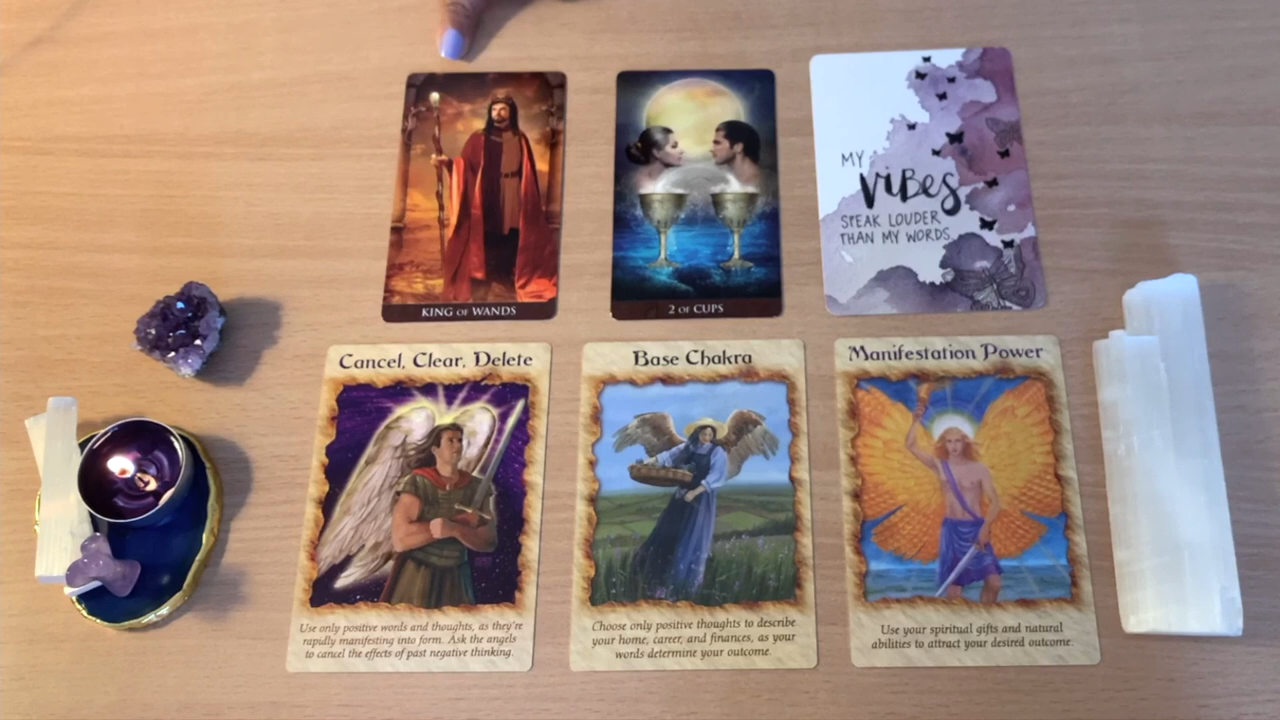 KING OF WANDS
2 OF CUPS
MY
VIBES
SPEAK LOUDER
THAN MY WORDS.
Cancel, Clear, Delete
Use only positive words and thoughts, as they're
rapidly manifesting into form. Ask the angels
to cancel the effects of past negative thinking.
Base Chakra
Choose only positive thoughts to describe
your home, career, and finances, as your
words determine your outcome.
Manifestation Power
Use your spiritual gifts and natural
abilities to attract your desired outcome.